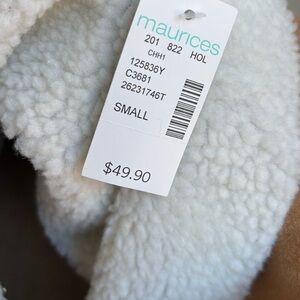 maurices
201 822 HOL
CHH1
125836Y
C3681
26231746T
SMALL
$49.90